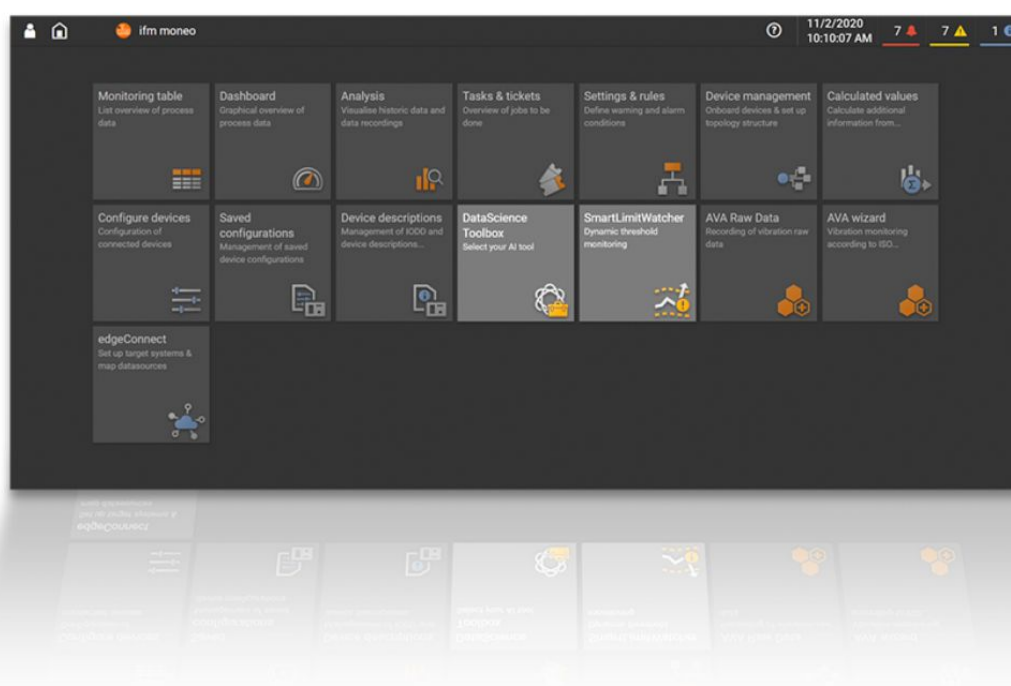 ifm moneo
11/2/2020
10:10:07 AM
7
7
1
Monitoring table
List overview of process
data
Dashboard
Graphical overview of
process data
Analysis
Visualise historic data and
data recordings
Tasks & tickets
Overview of jobs to be
done
Settings & rules
Define warning and alarm
conditions
Device management
Onboard devices & set up
topology structure
Calculated values
Calculate additional
information from...
Configure devices
Configuration of
connected devices
Saved
configurations
Management of saved
device configurations
Device descriptions
Management of IODD and
device descriptions...
DataScience
Toolbox
Select your AI tool
SmartLimitWatcher
Dynamic threshold
monitoring
AVA Raw Data
Recording of vibration raw
data
AVA wizard
Vibration monitoring
according to ISO...
edgeConnect
Set up target systems &
map datasources